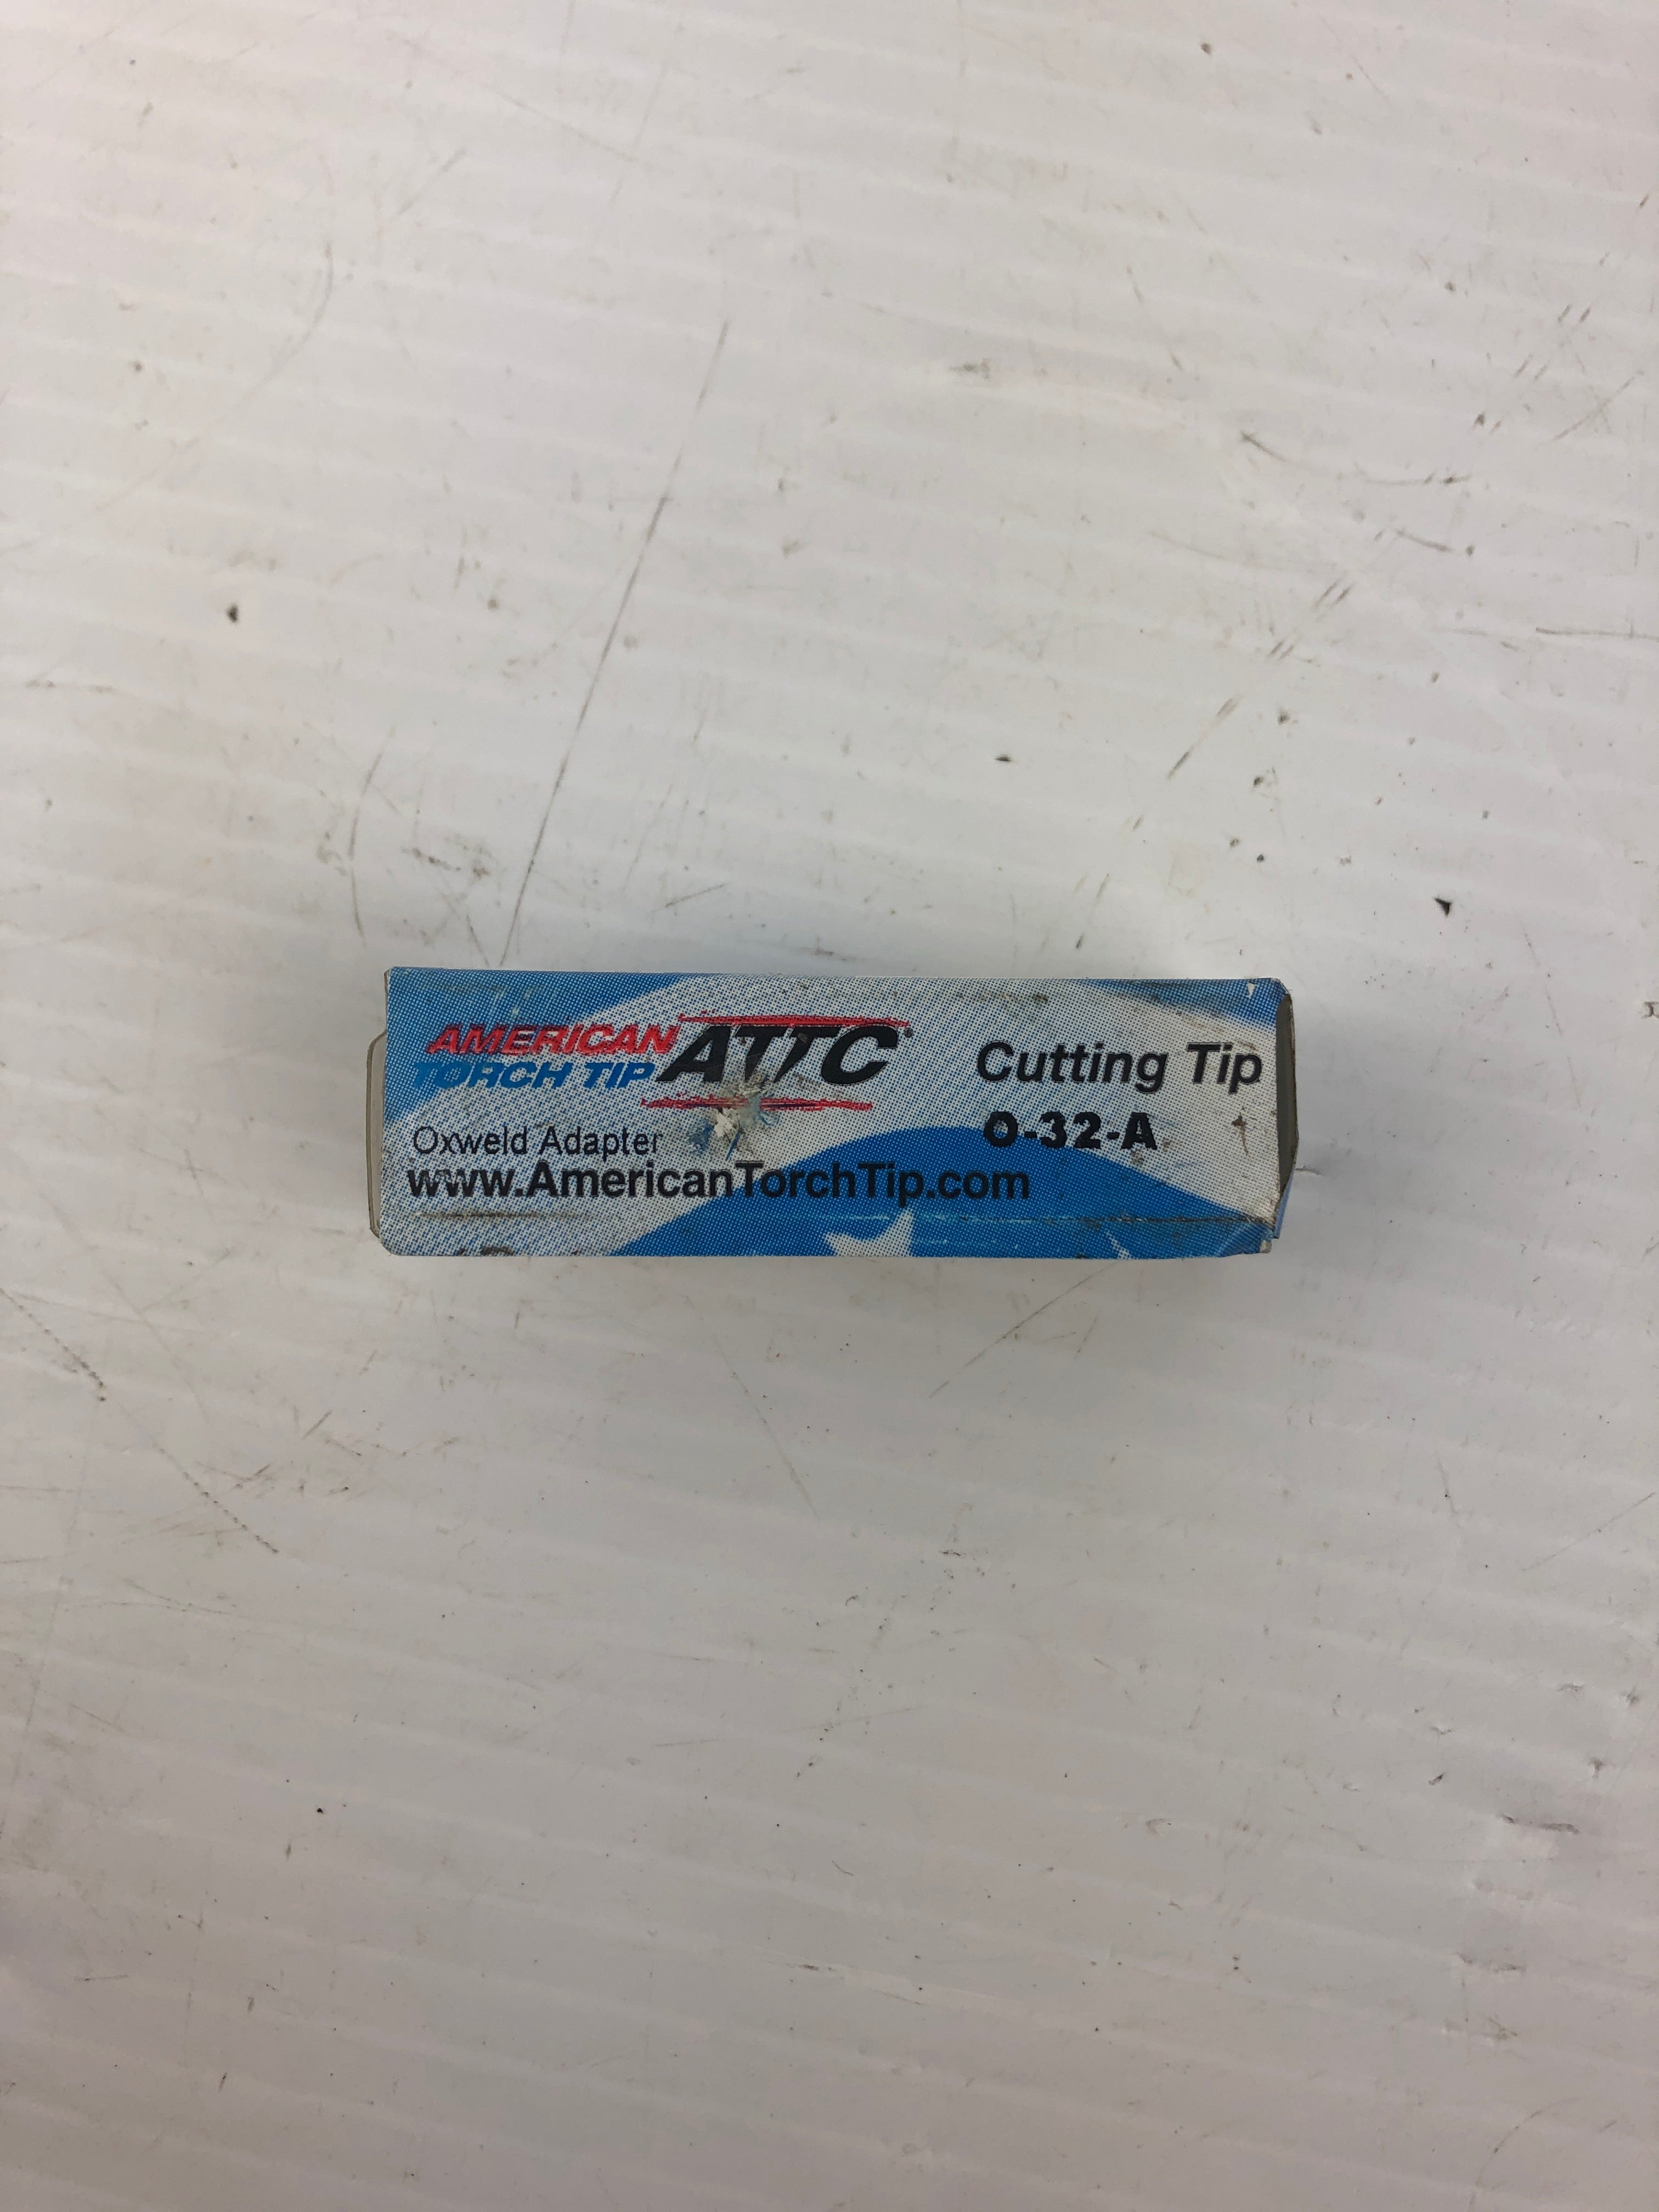 AMERICAN
TORCH TIP
ATTC
Cutting Tip
O-32-A
Oxweld Adapter
www.AmericanTorchTip.com